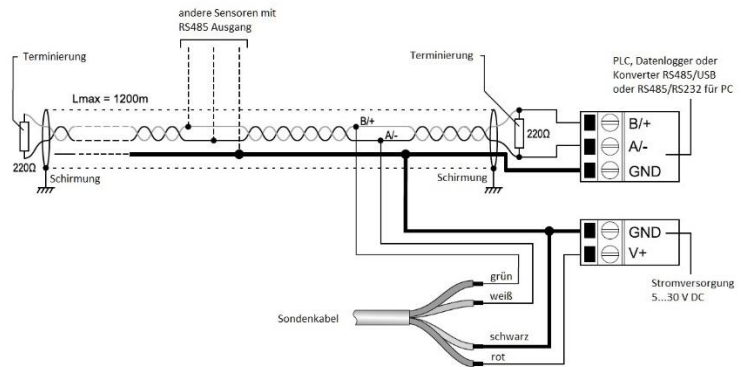 andere Sensoren mit
RS485 Ausgang
Terminierung
Terminierung
PLC, Datenlogger oder
Konverter RS485/USB
oder RS485/RS232 für PC
Lmax = 1200m
B/+
A/-
220Ω
220Ω
B/+
A/-
GND
Schirmung
Schirmung
GND
V+
Stromversorgung
5...30 V DC
grün
weiß
Sondenkabel
schwarz
rot